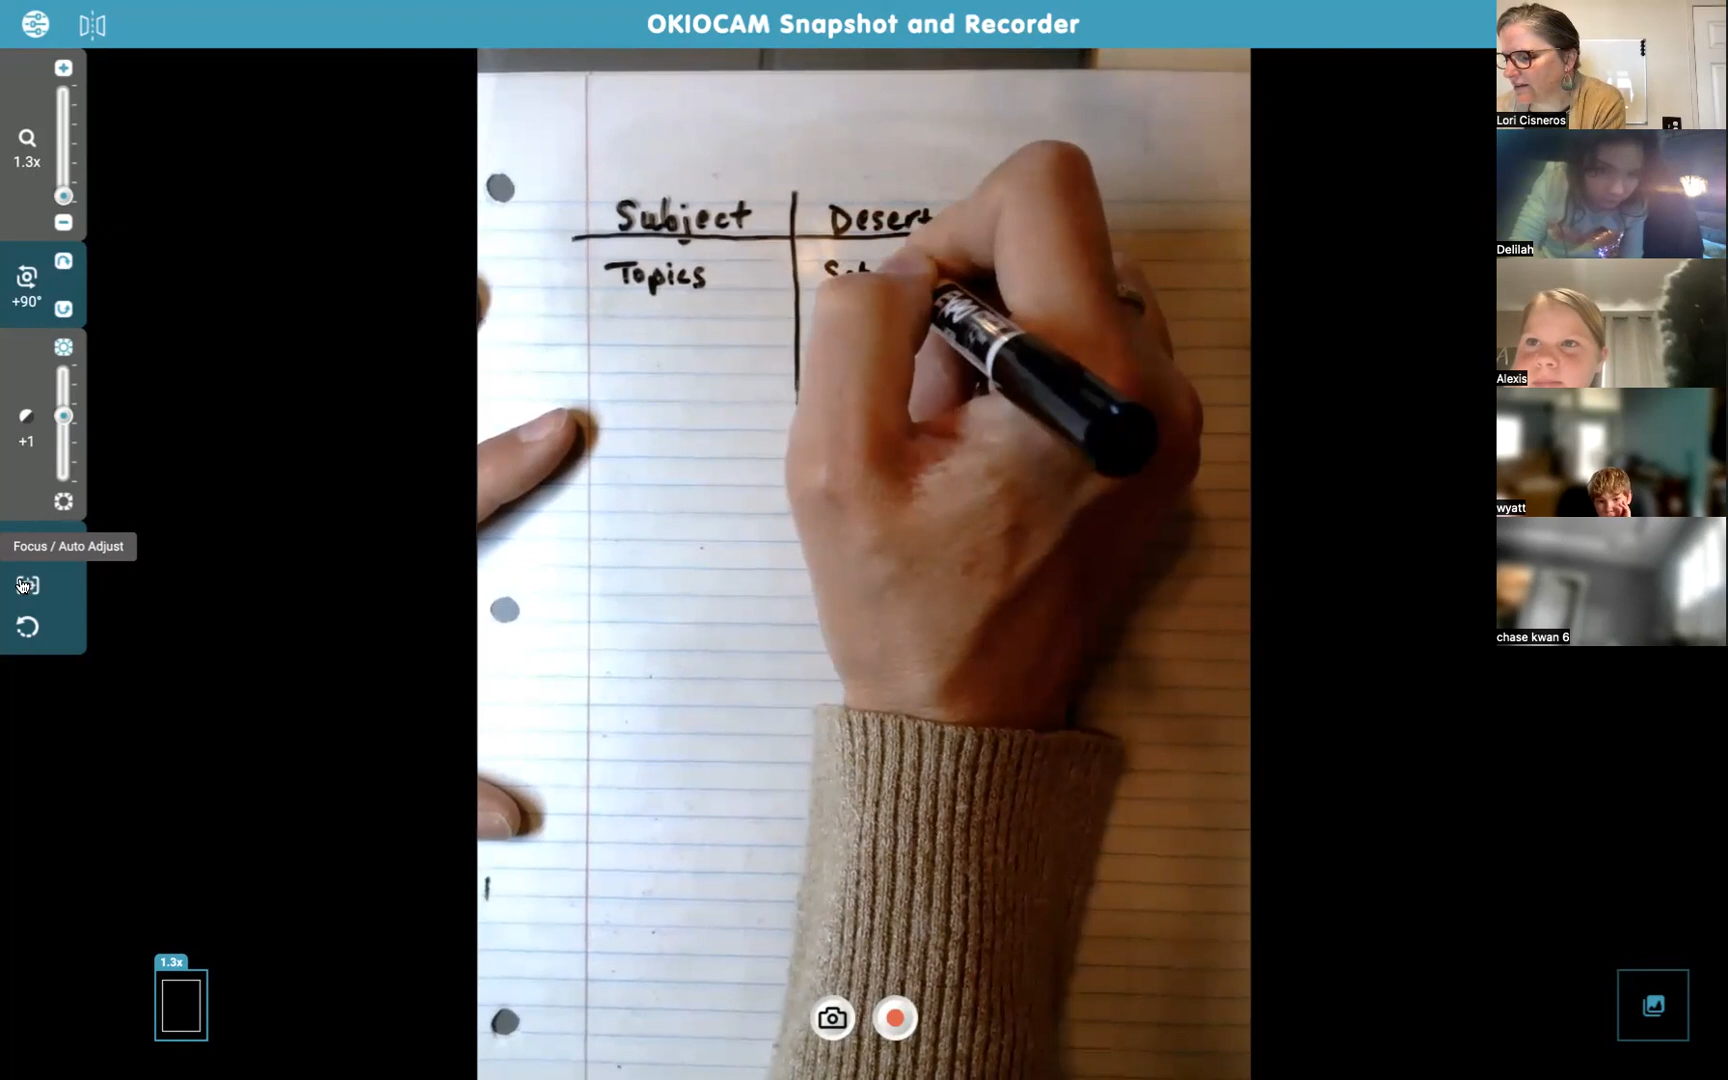 OKIOCAM Snapshot and Recorder
1.3x
+90°
+1
Focus / Auto Adjust
1.3x
Subject Desert
Topics
Lori Cisneros
Delilah
Alexis
wyatt
chase kwan 6